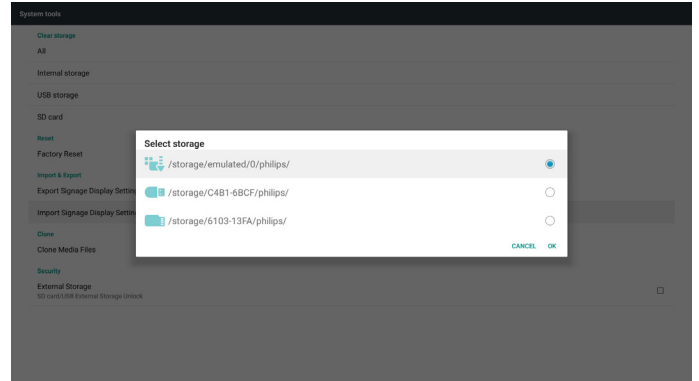 System tools
Clear storage
All
Internal storage
USB storage
SD card
Reset
Factory Reset
Import & Export
Export Signage Display Settin
Import Signage Display Settin
Clone
Clone Media Files
Security
External Storage
SD card/USB External Storage Unlock
Select storage
/storage/emulated/0/philips/
/storage/C4B1-6BCF/philips/
/storage/6103-13FA/philips/
CANCEL OK